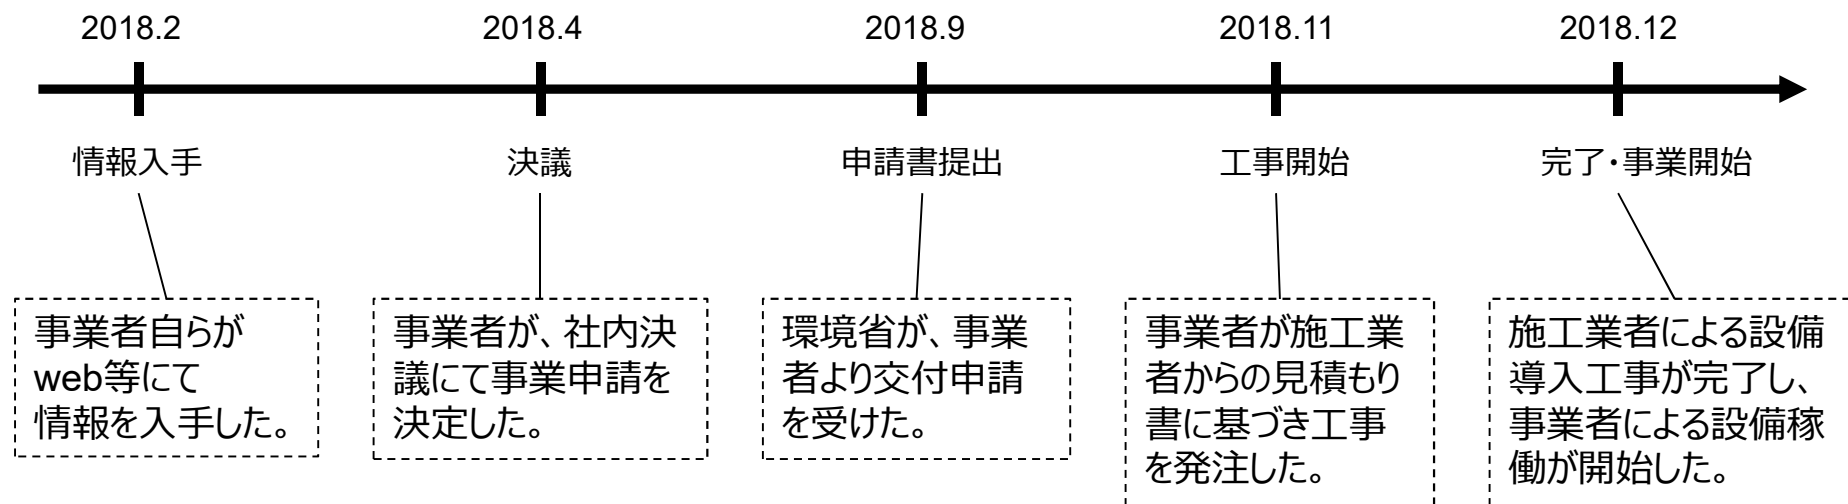 2018.2
2018.4
2018.9
2018.11
2018.12
情報入手
決議
申請書提出
工事開始
完了・事業開始
事業者自らが
web等にて
情報を入手した。
事業者が、社内決
議にて事業申請を
決定した。
環境省が、事業
者より交付申請
を受けた。
事業者が施工業
者からの見積もり
書に基づき工事
を発注した。
施工業者による設備
導入工事が完了し、
事業者による設備稼
働が開始した。